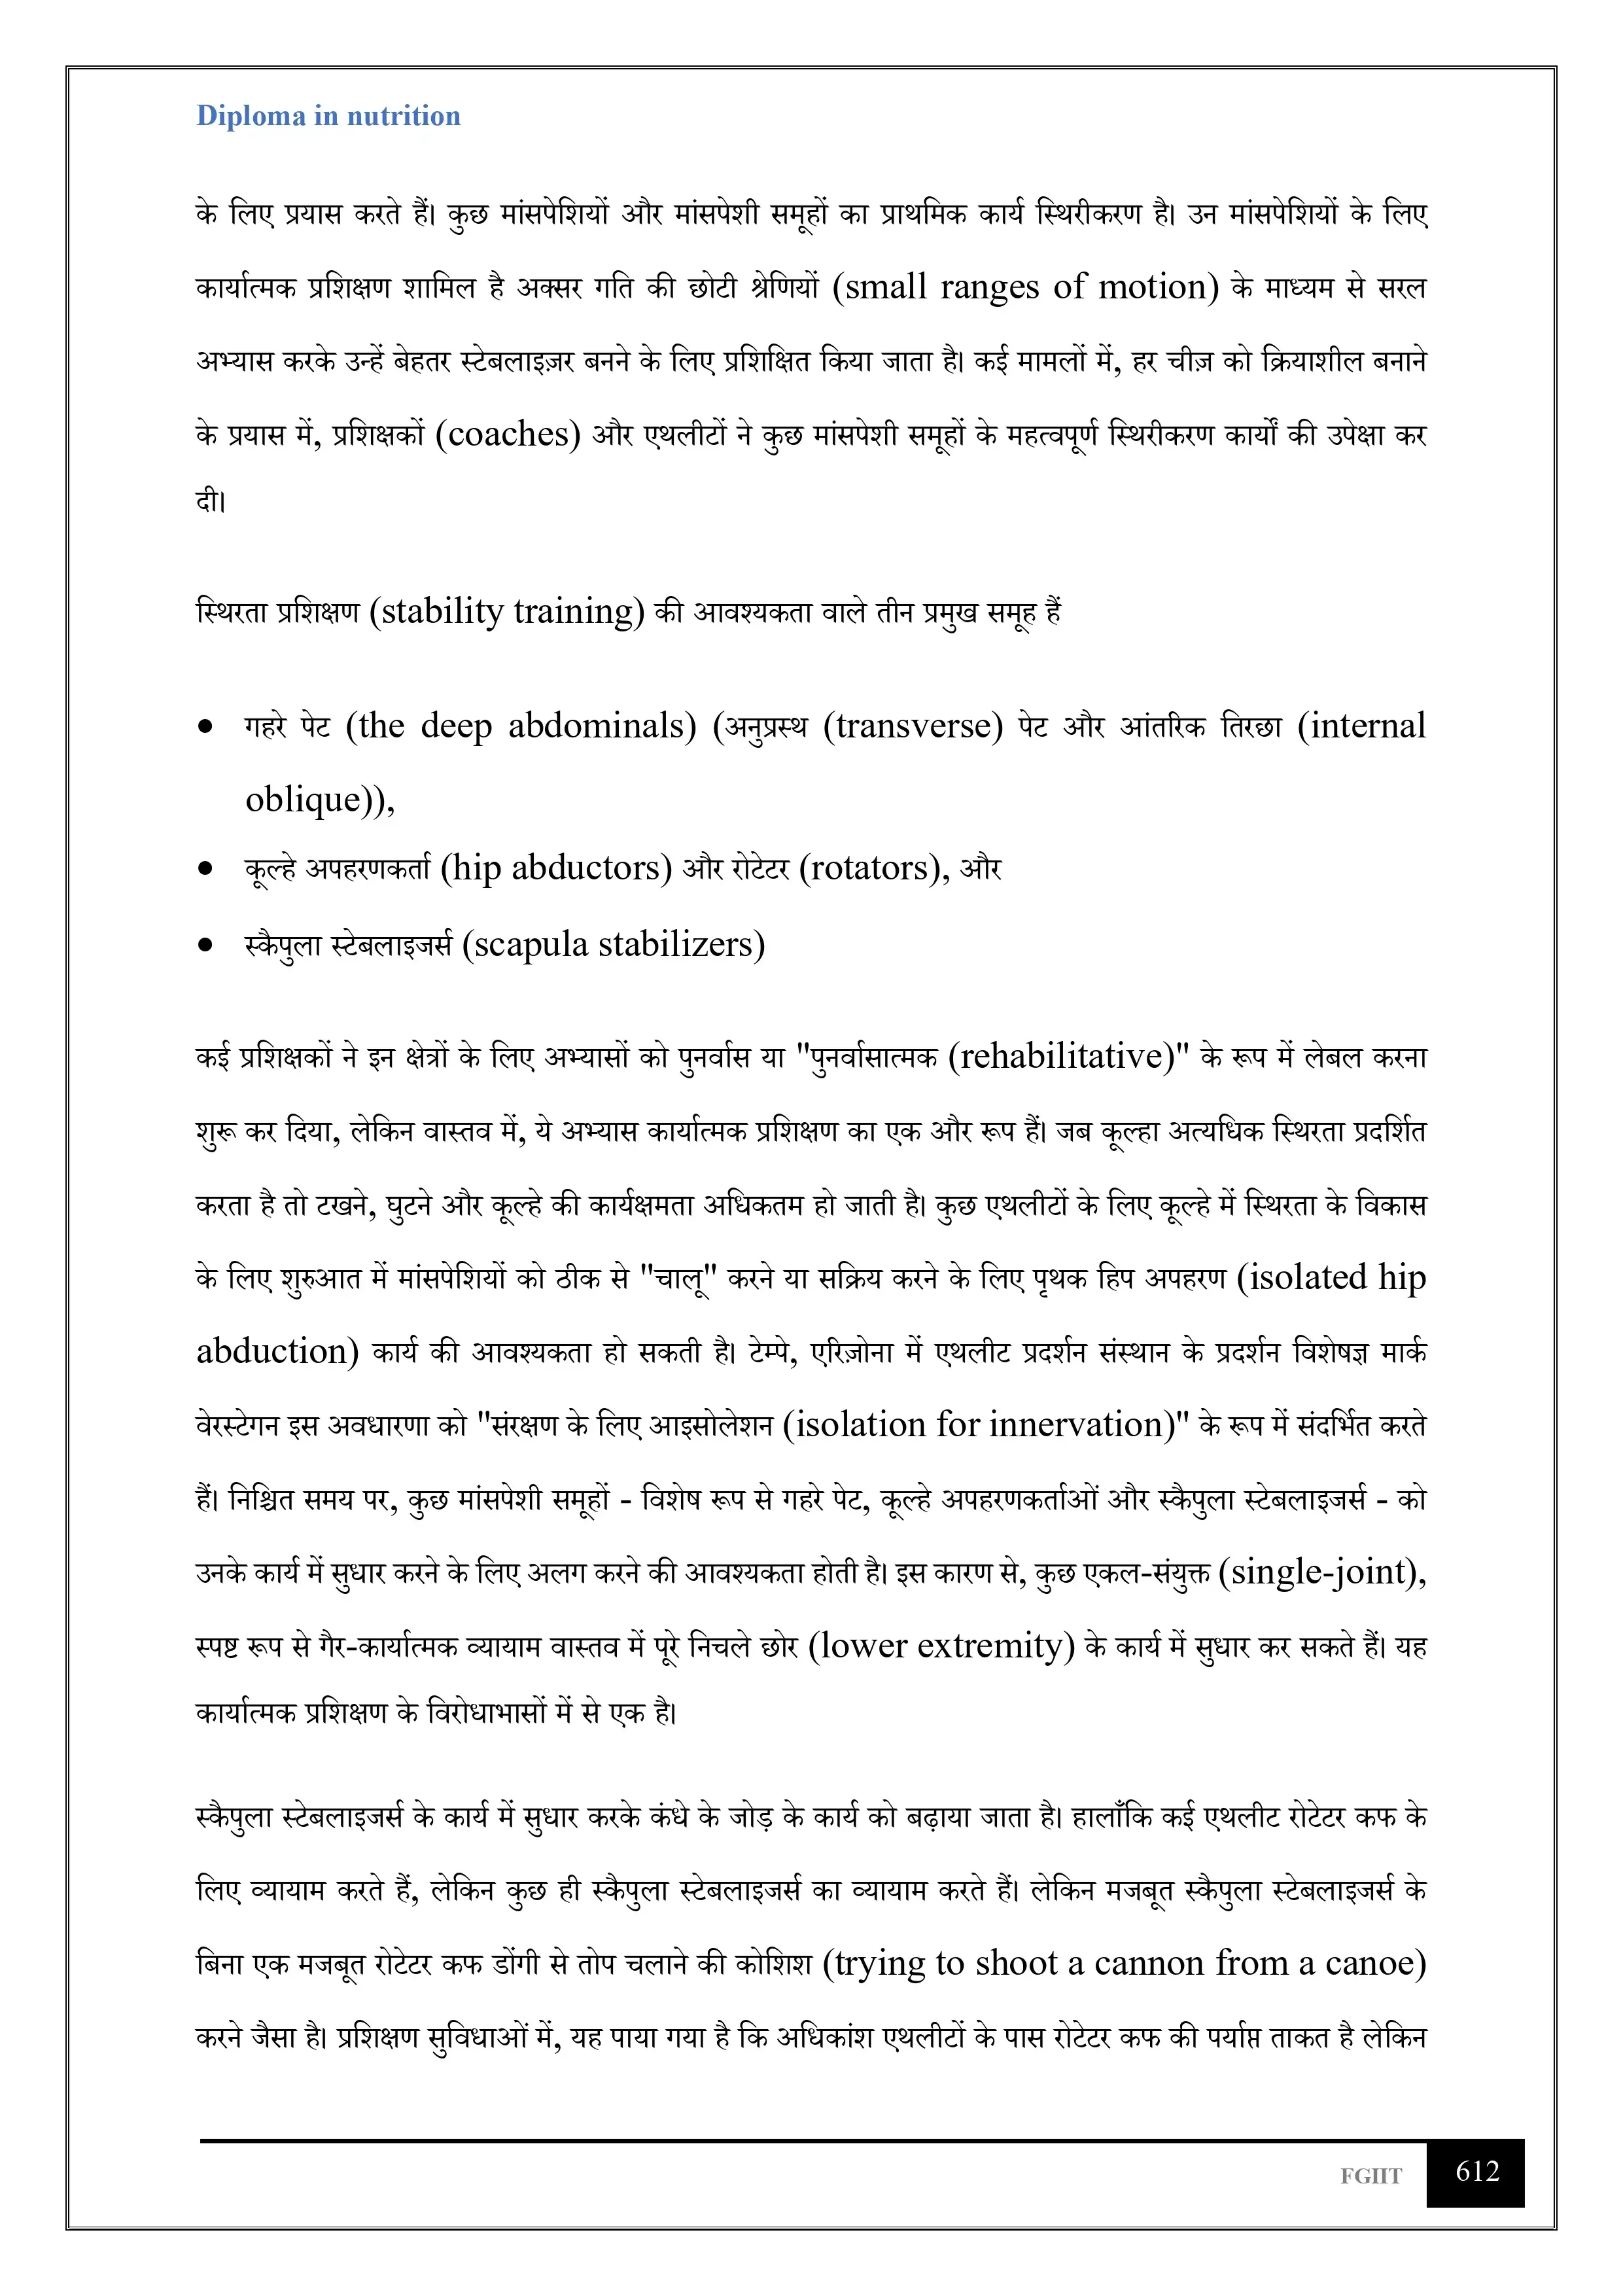 Diploma in nutrition
के लिए प्रयास करते हैं। कुछ मांसपेशियों और मांसपेशी समूहों का प्राथमिक कार्य स्थिरीकरण है। उन मांसपेशियों के लिए
कार्यात्मक प्रशिक्षण शामिल है अक्सर गति की छोटी श्रेणियों (small ranges of motion) के माध्यम से सरल
अभ्यास करके उन्हें बेहतर स्टेबलाइज़र बनने के लिए प्रशिक्षित किया जाता है। कई मामलों में, हर चीज़ को क्रियाशील बनाने
के प्रयास में, प्रशिक्षकों (coaches) और एथलीटों ने कुछ मांसपेशी समूहों के महत्वपूर्ण स्थिरीकरण कार्यों की उपेक्षा कर
दी।
स्थिरता प्रशिक्षण (stability training) की आवश्यकता वाले तीन प्रमुख समूह हैं
• गहरे पेट (the deep abdominals) (अनुप्रस्थ (transverse) पेट और आंतरिक तिरछा (internal
oblique)),
• कूल्हे अपहरणकर्ता (hip abductors) और रोटेटर (rotators), और
• स्कैपुला स्टेबलाइजर्स (scapula stabilizers)
कई प्रशिक्षकों ने इन क्षेत्रों के लिए अभ्यासों को पुनर्वास या "पुनर्वासात्मक (rehabilitative)" के रूप में लेबल करना
शुरू कर दिया, लेकिन वास्तव में, ये अभ्यास कार्यात्मक प्रशिक्षण का एक और रूप हैं। जब कूल्हा अत्यधिक स्थिरता प्रदर्शित
करता है तो टखने, घुटने और कूल्हे की कार्यक्षमता अधिकतम हो जाती है। कुछ एथलीटों के लिए कूल्हे में स्थिरता के विकास
के लिए शुरुआत में मांसपेशियों को ठीक से "चालू" करने या सक्रिय करने के लिए पृथक हिप अपहरण (isolated hip
abduction) कार्य की आवश्यकता हो सकती है। टेम्पे, एरिज़ोना में एथलीट प्रदर्शन संस्थान के प्रदर्शन विशेषज्ञ मार्क
वेरस्टेगन इस अवधारणा को "संरक्षण के लिए आइसोलेशन (isolation for innervation)" के रूप में संदर्भित करते
हैं। निश्चित समय पर, कुछ मांसपेशी समूहों - विशेष रूप से गहरे पेट, कूल्हे अपहरणकर्ताओं और स्कैपुला स्टेबलाइजर्स - को
उनके कार्य में सुधार करने के लिए अलग करने की आवश्यकता होती है। इस कारण से, कुछ एकल-संयुक्त (single-joint),
स्पष्ट रूप से गैर-कार्यात्मक व्यायाम वास्तव में पूरे निचले छोर (lower extremity) के कार्य में सुधार कर सकते हैं। यह
कार्यात्मक प्रशिक्षण के विरोधाभासों में से एक है।
स्कैपुला स्टेबलाइजर्स के कार्य में सुधार करके कंधे के जोड़ के कार्य को बढ़ाया जाता है। हालाँकि कई एथलीट रोटेटर कफ के
लिए व्यायाम करते हैं, लेकिन कुछ ही स्कैपुला स्टेबलाइजर्स का व्यायाम करते हैं। लेकिन मजबूत स्कैपुला स्टेबलाइजर्स के
बिना एक मजबूत रोटेटर कफ डोंगी से तोप चलाने की कोशिश (trying to shoot a cannon from a canoe)
करने जैसा है। प्रशिक्षण सुविधाओं में, यह पाया गया है कि अधिकांश एथलीटों के पास रोटेटर कफ की पर्याप्त ताकत है लेकिन
FGIIT 612